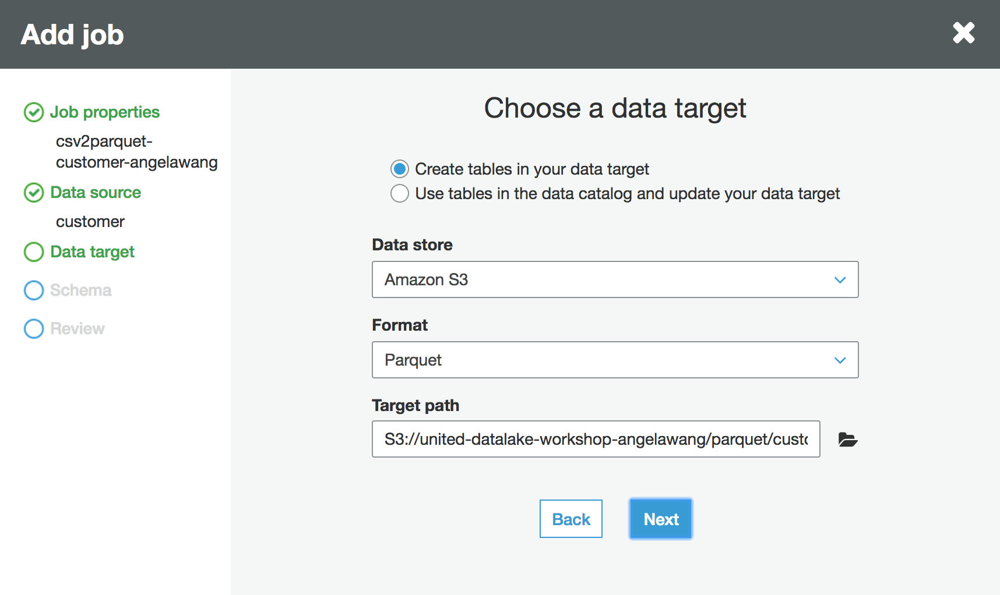 Add job
Job properties
csv2parquet-
customer-angelawang
Data source
customer
Data target
Schema
Review
Choose a data target
Create tables in your data target
Use tables in the data catalog and update your data target
Data store
Amazon S3
Format
Parquet
Target path
S3://united-datalake-workshop-angelawang/parquet/custo
Back
Next